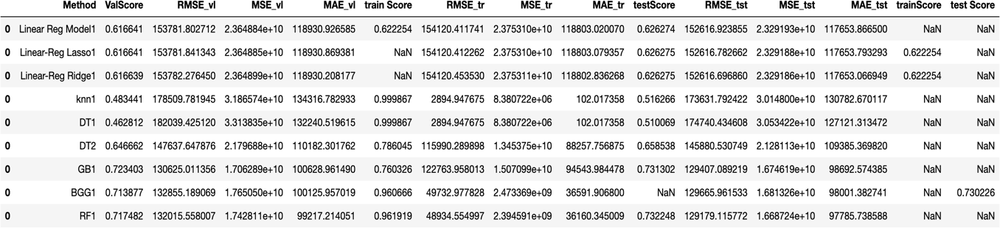 Method ValScore RMSE_vl MSE_vl MAE_vl train Score RMSE_tr MSE_tr MAE_tr testScore RMSE_tst MSE_tst MAE_tst trainScore test Score
0 Linear Reg Model1 0.616641 153781.802712 2.364884e+10 118930.926585 0.622254 154120.411741 2.375310e+10 118803.020070 0.626274 152616.923855 2.329193e+10 117653.866500 NaN NaN
0 Linear-Reg Lasso1 0.616641 153781.841343 2.364885e+10 118930.869381 NaN 154120.412262 2.375310e+10 118803.079357 0.626275 152616.782662 2.329188e+10 117653.793293 0.622254 NaN
0 Linear-Reg Ridge1 0.616639 153782.276450 2.364899e+10 118930.208177 NaN 154120.453530 2.375311e+10 118802.836268 0.626275 152616.696860 2.329186e+10 117653.066949 0.622254 NaN
0 knn1 0.483441 178509.781945 3.186574e+10 134316.782933 0.999867 2894.947675 8.380722e+06 102.017358 0.516266 173631.792422 3.014800e+10 130782.670117 NaN NaN
0 DT1 0.462812 182039.425120 3.313835e+10 132240.519615 0.999867 2894.947675 8.380722e+06 102.017358 0.510069 174740.434608 3.053422e+10 127121.313472 NaN NaN
0 DT2 0.646662 147637.647876 2.179688e+10 110182.301762 0.786045 115990.289898 1.345375e+10 88257.756875 0.658538 145880.530749 2.128113e+10 109385.369820 NaN NaN
0 GB1 0.723403 130625.011356 1.706289e+10 100628.961490 0.760326 122763.958013 1.507099e+10 94543.984478 0.731302 129407.089219 1.674619e+10 98692.574385 NaN NaN
0 BGG1 0.713877 132855.189069 1.765050e+10 100125.957019 0.960666 49732.977828 2.473369e+09 36591.906800 NaN 129665.961533 1.681326e+10 98001.382741 NaN 0.730226
0 RF1 0.717482 132015.558007 1.742811e+10 99217.214051 0.961919 48934.554997 2.394591e+09 36160.345009 0.732248 129179.115772 1.668724e+10 97785.738588 NaN NaN